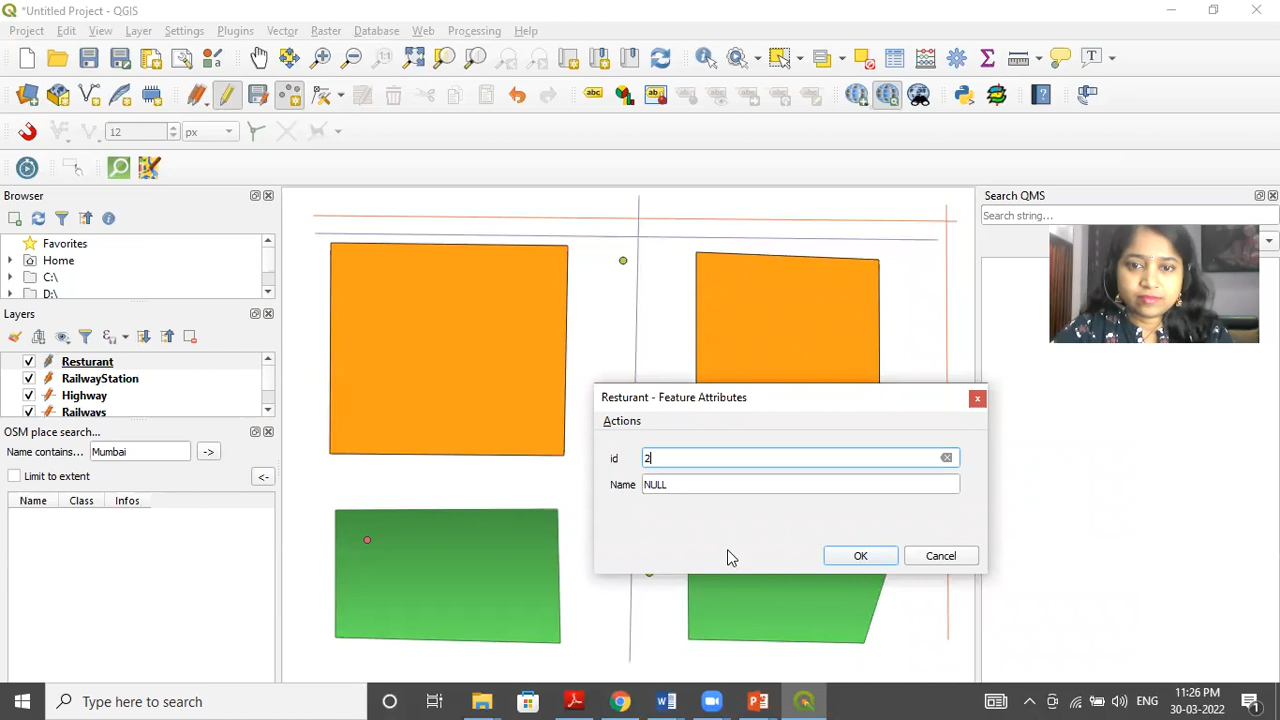 *Untitled Project - QGIS
Project Edit View Layer Settings Plugins Vector Raster Database Web Processing Help
12 px
Browser
Search QMS
Search string...
Favorites
Home
C:\
D:\
Layers
Resturant
RailwayStation
Highway
Railways
Resturant - Feature Attributes
Actions
id 2
Name NULL
OK Cancel
OSM place search...
Name contains... Mumbai ->
Limit to extent <-
Name Class Infos
Type here to search
ENG
11:26 PM
30-03-2022